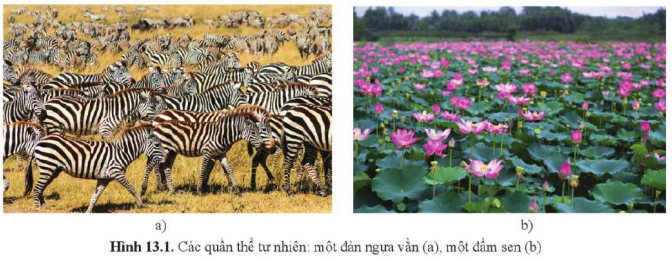 a)
b)
Hình 13.1. Các quần thể tự nhiên: một đàn ngựa vằn (a), một đầm sen (b)